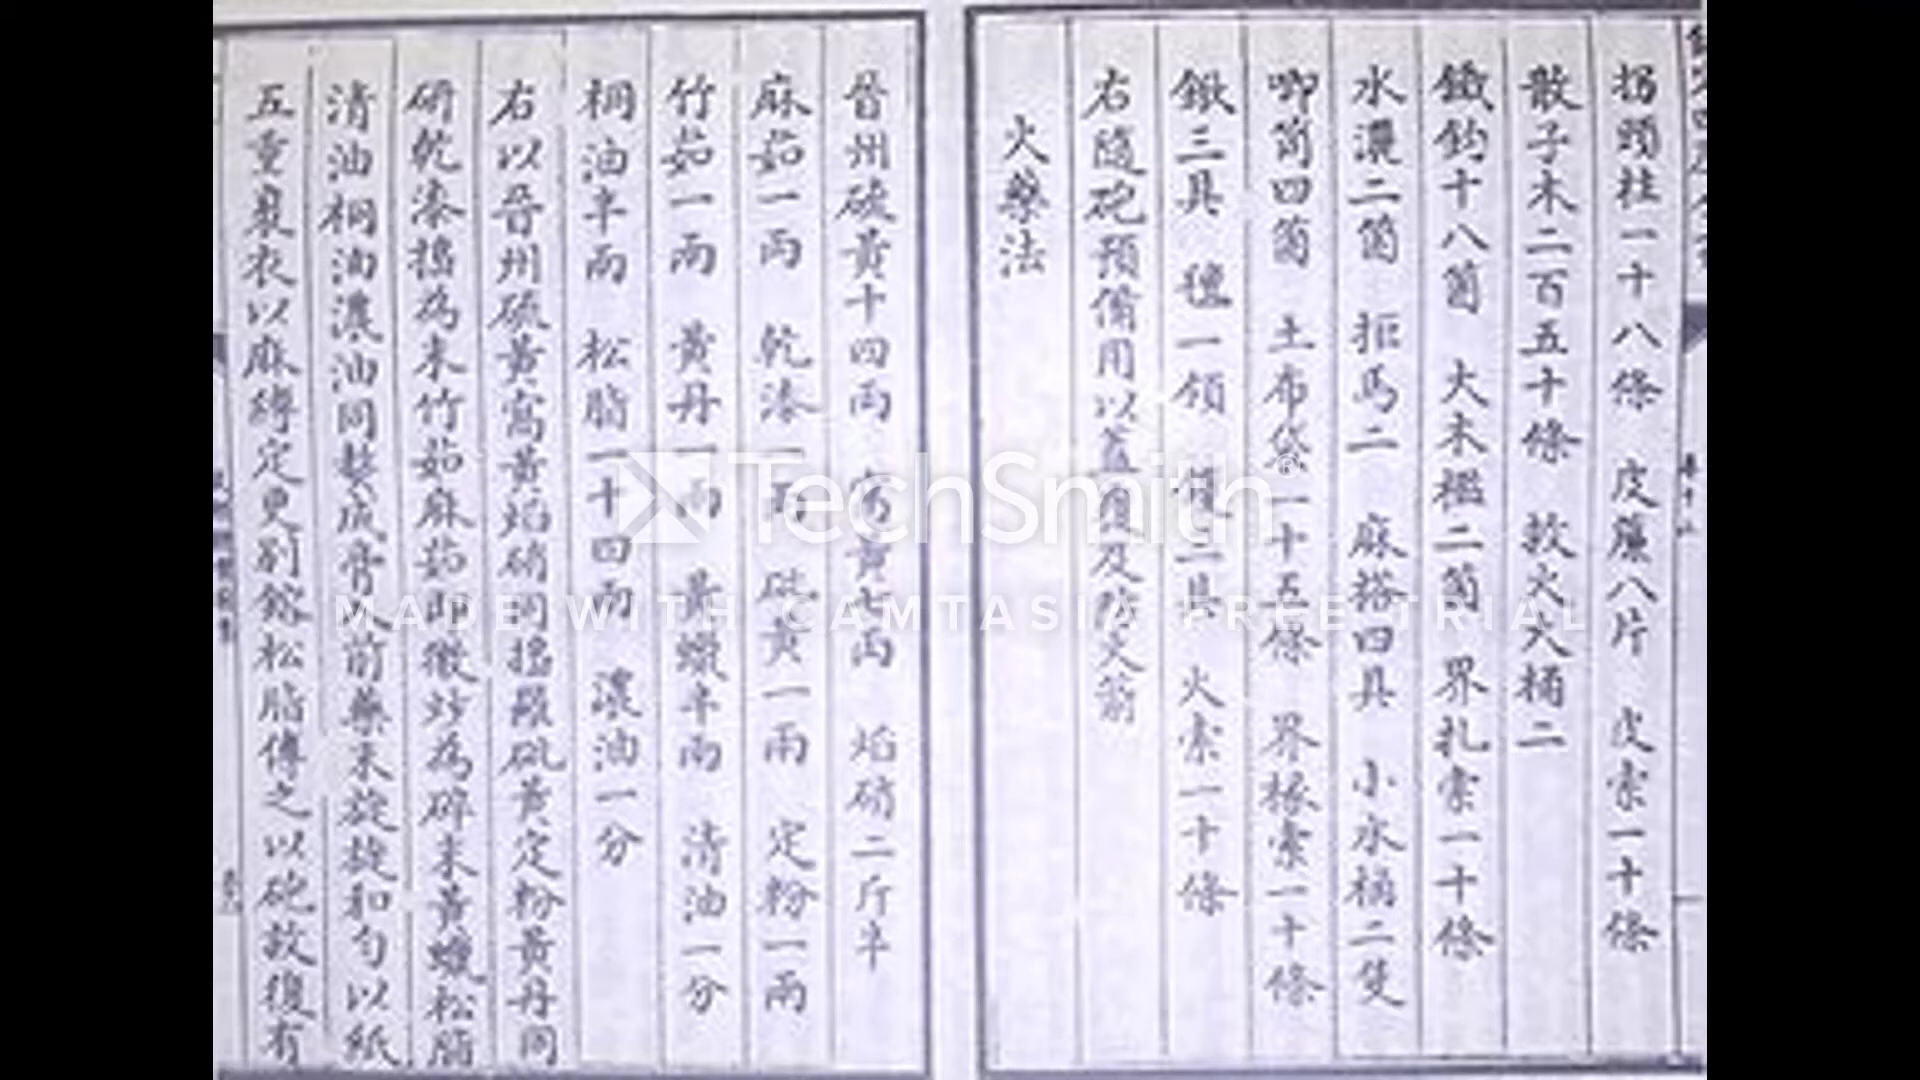 拐頭柱一十八條 皮簾八片 皮索一十條
散子木二百五十條 救火大桶二
鐵鈎十八箇 大木檻二箇 界扎索一十條
水濃二箇 拒馬二 麻搭四具 小水桶二隻
唧筒四箇 土布袋一十五條 界椽索一十條
鍬三具 氊一領 钁三具 火索一十條
右隨砲預備用以蓋覆及防火箭
火藥法
晉州硫黃十四兩 窩黃七兩 焰硝二斤半
麻茹一兩 乾漆一兩 砒黃一兩 定粉一兩
竹茹一兩 黃丹一兩 黃蠟半兩 清油一分
桐油半兩 松脂一十四兩 濃油一分
右以晉州硫黃窩黃焰硝同搗羅砒黃定粉黃丹同
研乾漆搗為末竹茹麻茹即微炒為碎末黃蠟松脂
清油桐油濃油同熬成膏入前藥末旋旋和勻以紙
五重裹衣以麻縛定更別鎔松脂傅之以砲放復有
TechSmith®
MADE WITH CAMTASIA FREE TRIAL